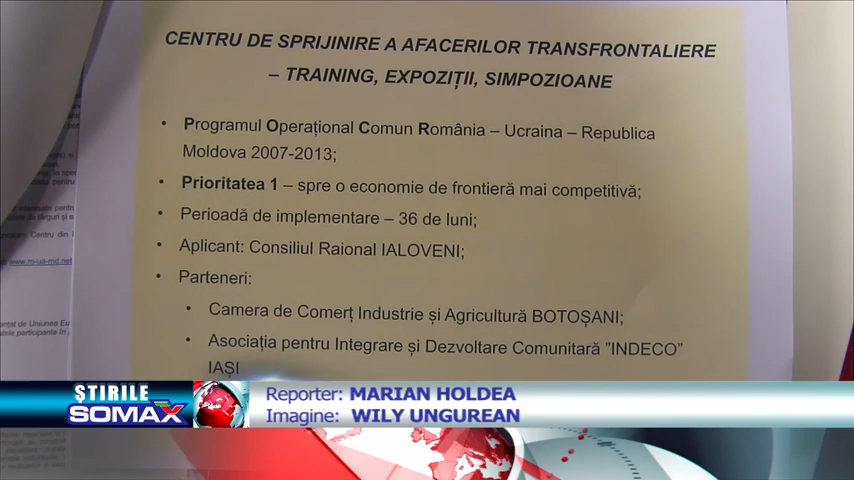 CENTRU DE SPRIJINIRE A AFACERILOR TRANSFRONTALIERE
– TRAINING, EXPOZIȚII, SIMPOZIOANE
• Programul Operațional Comun România – Ucraina – Republica
Moldova 2007-2013;
• Prioritatea 1 – spre o economie de frontieră mai competitivă;
• Perioadă de implementare – 36 de luni;
• Aplicant: Consiliul Raional IALOVENI;
• Parteneri:
• Camera de Comerț Industrie și Agricultură BOTOȘANI;
• Asociația pentru Integrare și Dezvoltare Comunitară "INDECO"
IAȘI
www.ro-ua-md.net
ȘTIRILE
SOMAX
Reporter: MARIAN HOLDEA
Imagine: WILY UNGUREAN